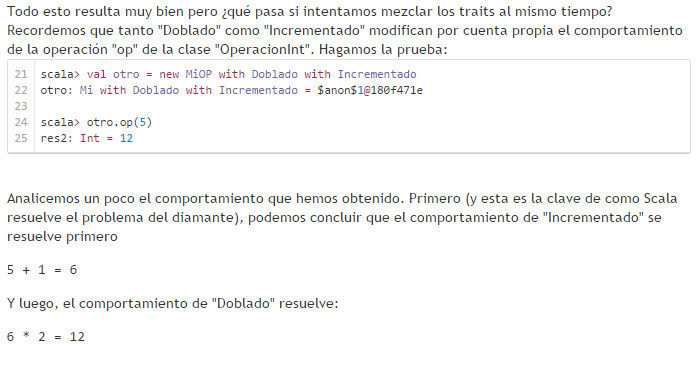 Todo esto resulta muy bien pero ¿qué pasa si intentamos mezclar los traits al mismo tiempo?
Recordemos que tanto "Doblado" como "Incrementado" modifican por cuenta propia el comportamiento
de la operación "op" de la clase "OperacionInt". Hagamos la prueba:
21 scala> val otro = new MiOP with Doblado with Incrementado
22 otro: Mi with Doblado with Incrementado = $anon$1@180f471e
23
24 scala> otro.op(5)
25 res2: Int = 12
Analicemos un poco el comportamiento que hemos obtenido. Primero (y esta es la clave de como Scala
resuelve el problema del diamante), podemos concluir que el comportamiento de "Incrementado" se
resuelve primero
5 + 1 = 6
Y luego, el comportamiento de "Doblado" resuelve:
6 * 2 = 12